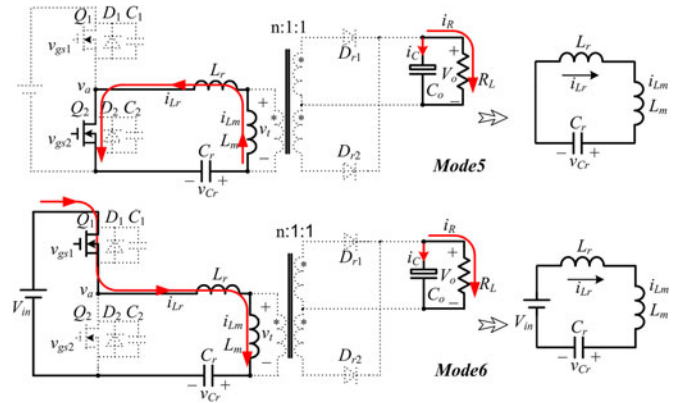 Q1 D1 C1
vgs1
n:1:1
Dr1
iR
iC
+
Vo
−
Co
RL
Lr
iLr
iLm
Lm
Cr
− vCr +
va
Lr
iLr
Q2 D2 C2
vgs2
+
vt
−
iLm
Lm
Cr
− vCr +
Dr2
Mode5
Q1 D1 C1
vgs1
n:1:1
Dr1
iR
iC
+
Vo
−
Co
RL
Lr
iLr
iLm
Lm
Vin
Cr
− vCr +
va
Lr
iLr
Vin
Q2 D2 C2
vgs2
+
vt
−
iLm
Lm
Cr
− vCr +
Dr2
Mode6